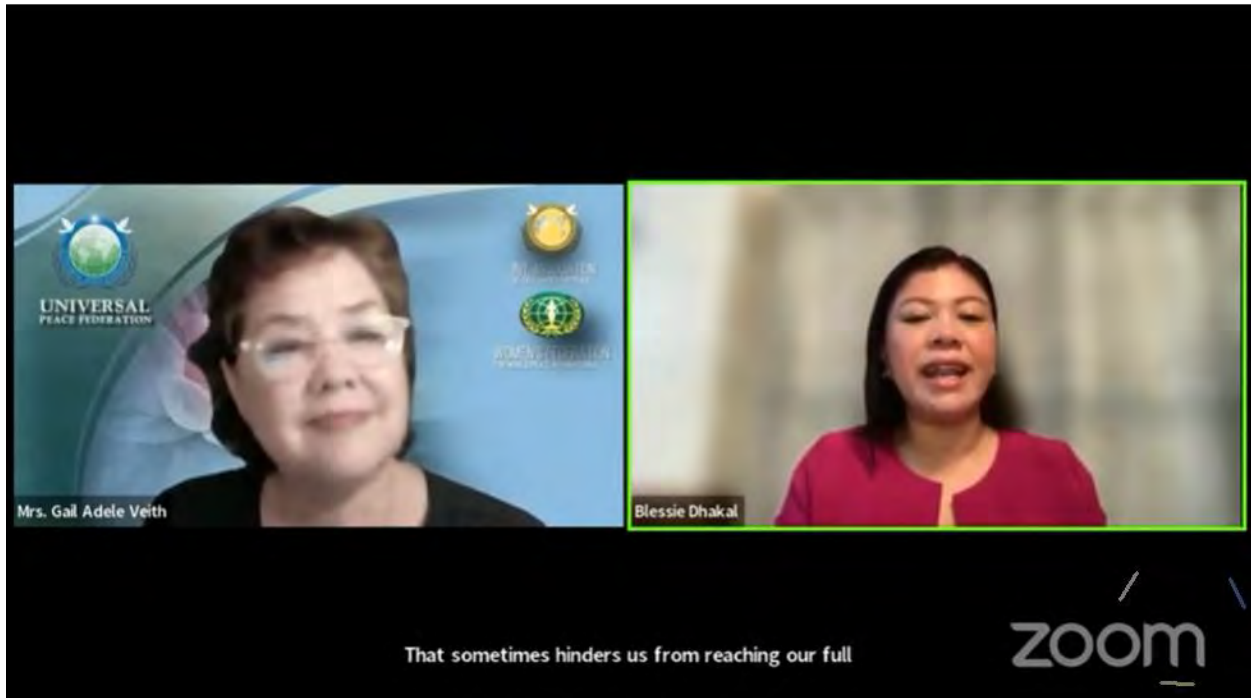 UNIVERSAL
PEACE FEDERATION
Mrs. Gail Adele Veith
Blessie Dhakal
That sometimes hinders us from reaching our full
zoom